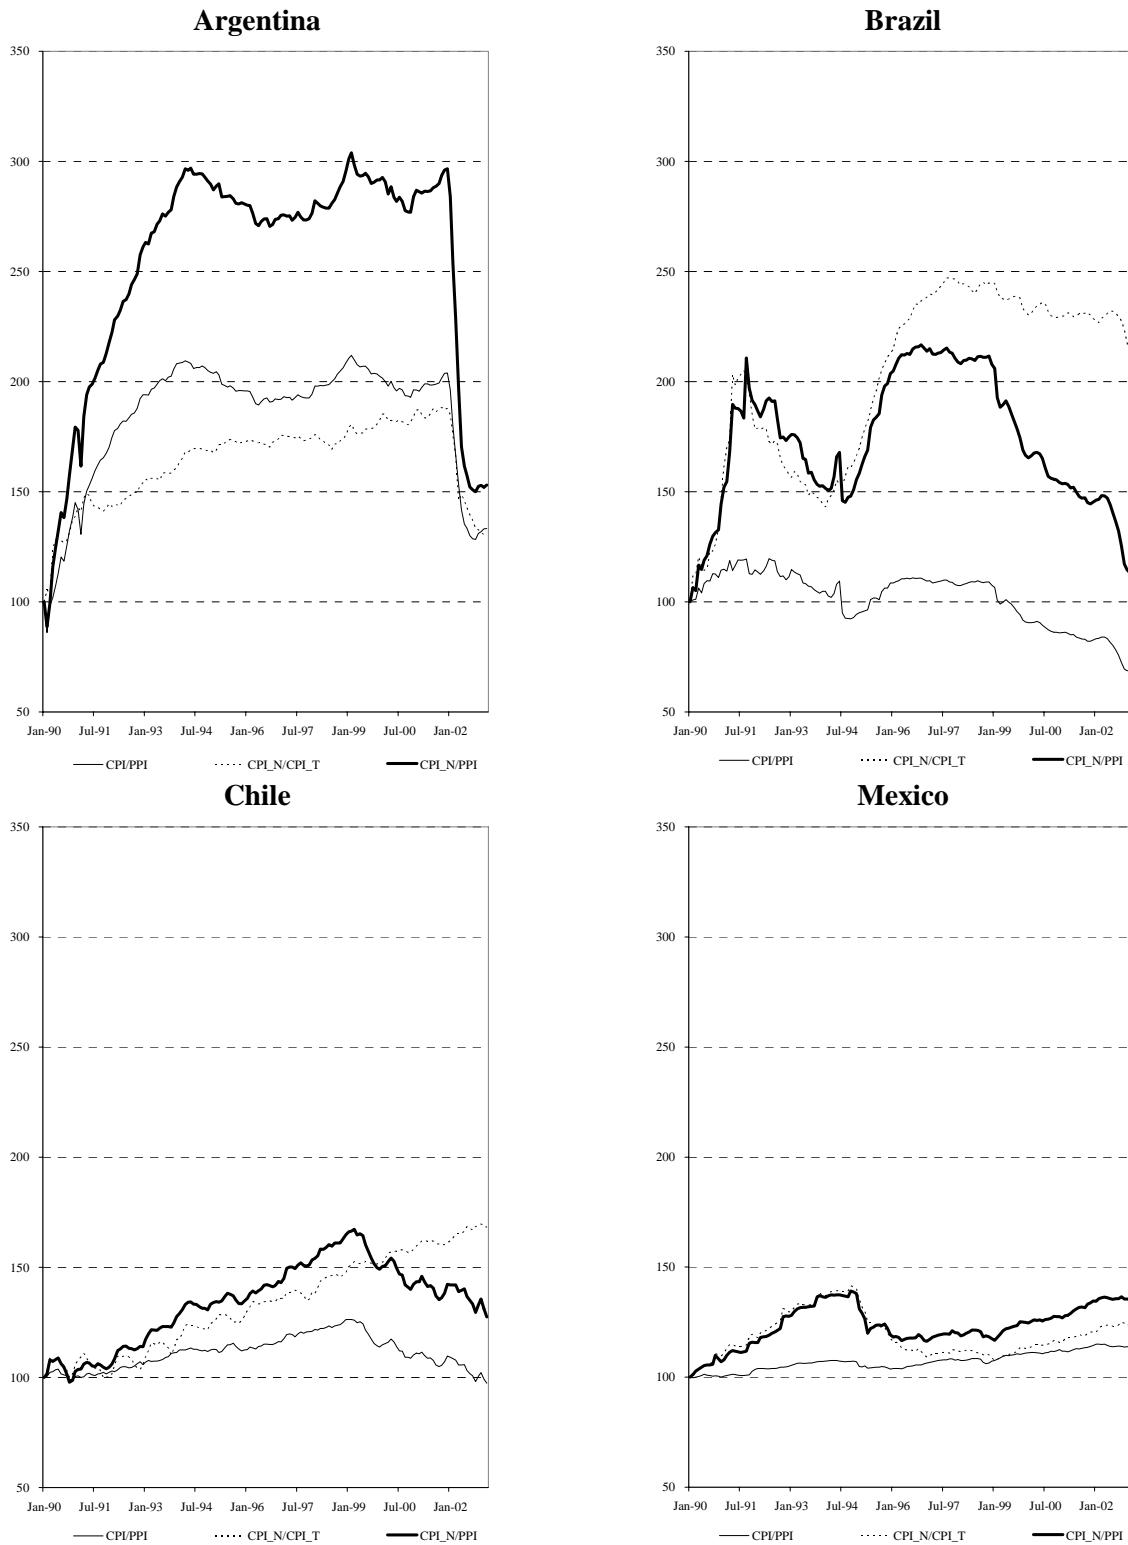 Argentina
350
300
250
200
150
100
50
Jan-90 Jul-91 Jan-93 Jul-94 Jan-96 Jul-97 Jan-99 Jul-00 Jan-02
CPI/PPI CPI_N/CPI_T CPI_N/PPI
Brazil
350
300
250
200
150
100
50
Jan-90 Jul-91 Jan-93 Jul-94 Jan-96 Jul-97 Jan-99 Jul-00 Jan-02
CPI/PPI CPI_N/CPI_T CPI_N/PPI
Chile
350
300
250
200
150
100
50
Jan-90 Jul-91 Jan-93 Jul-94 Jan-96 Jul-97 Jan-99 Jul-00 Jan-02
CPI/PPI CPI_N/CPI_T CPI_N/PPI
Mexico
350
300
250
200
150
100
50
Jan-90 Jul-91 Jan-93 Jul-94 Jan-96 Jul-97 Jan-99 Jul-00 Jan-02
CPI/PPI CPI_N/CPI_T CPI_N/PPI